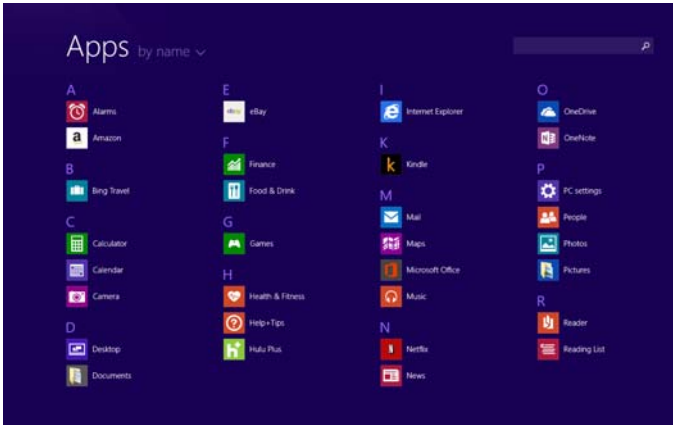 Apps by name
A
Alarms
a Amazon
B
Bing Travel
C
Calculator
Calendar
Camera
D
Desktop
Documents
E
ebay eBay
F
Finance
Food & Drink
G
Games
H
Health & Fitness
Help+Tips
h Hulu Plus
I
e Internet Explorer
K
k Kindle
M
Mail
Maps
Microsoft Office
Music
N
N Netflix
News
O
OneDrive
N OneNote
P
PC settings
People
Photos
Pictures
R
Reader
Reading List